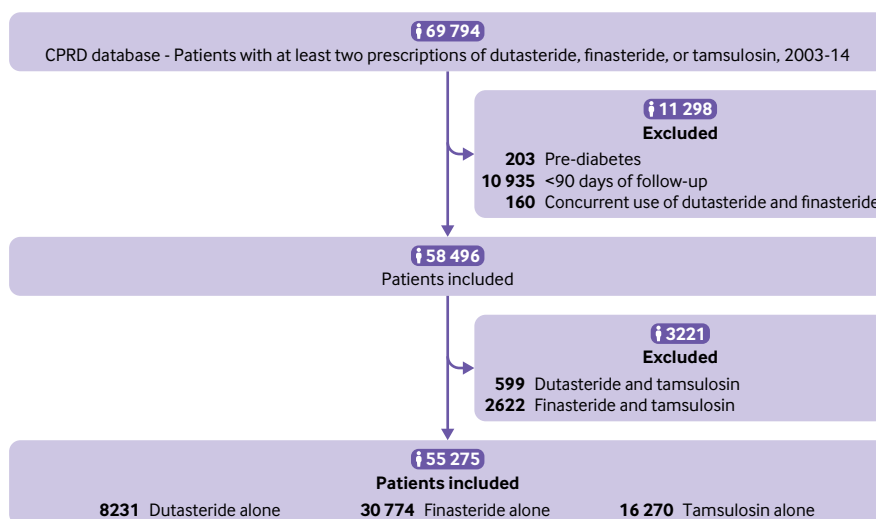 69 794
CPRD database - Patients with at least two prescriptions of dutasteride, finasteride, or tamsulosin, 2003-14
11 298
Excluded
203 Pre-diabetes
10 935 <90 days of follow-up
160 Concurrent use of dutasteride and finasteride
58 496
Patients included
3221
Excluded
599 Dutasteride and tamsulosin
2622 Finasteride and tamsulosin
55 275
Patients included
8231 Dutasteride alone 30 774 Finasteride alone 16 270 Tamsulosin alone